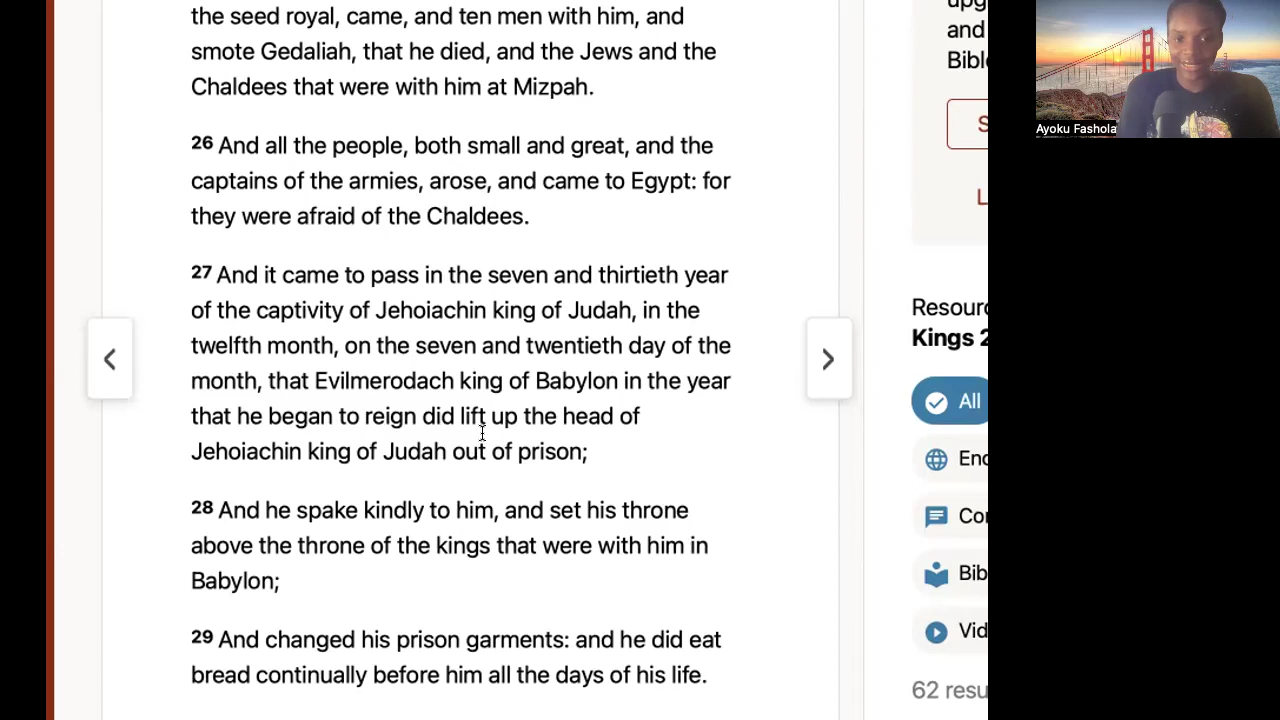 the seed royal, came, and ten men with him, and
smote Gedaliah, that he died, and the Jews and the
Chaldees that were with him at Mizpah.
26 And all the people, both small and great, and the
captains of the armies, arose, and came to Egypt: for
they were afraid of the Chaldees.
27 And it came to pass in the seven and thirtieth year
of the captivity of Jehoiachin king of Judah, in the
twelfth month, on the seven and twentieth day of the
month, that Evilmerodach king of Babylon in the year
that he began to reign did lift up the head of
Jehoiachin king of Judah out of prison;
28 And he spake kindly to him, and set his throne
above the throne of the kings that were with him in
Babylon;
29 And changed his prison garments: and he did eat
bread continually before him all the days of his life.
and
Bibl
S
L
Resourc
Kings 2
All
Enc
Con
Bib
Vid
62 resu
Ayoku Fashola